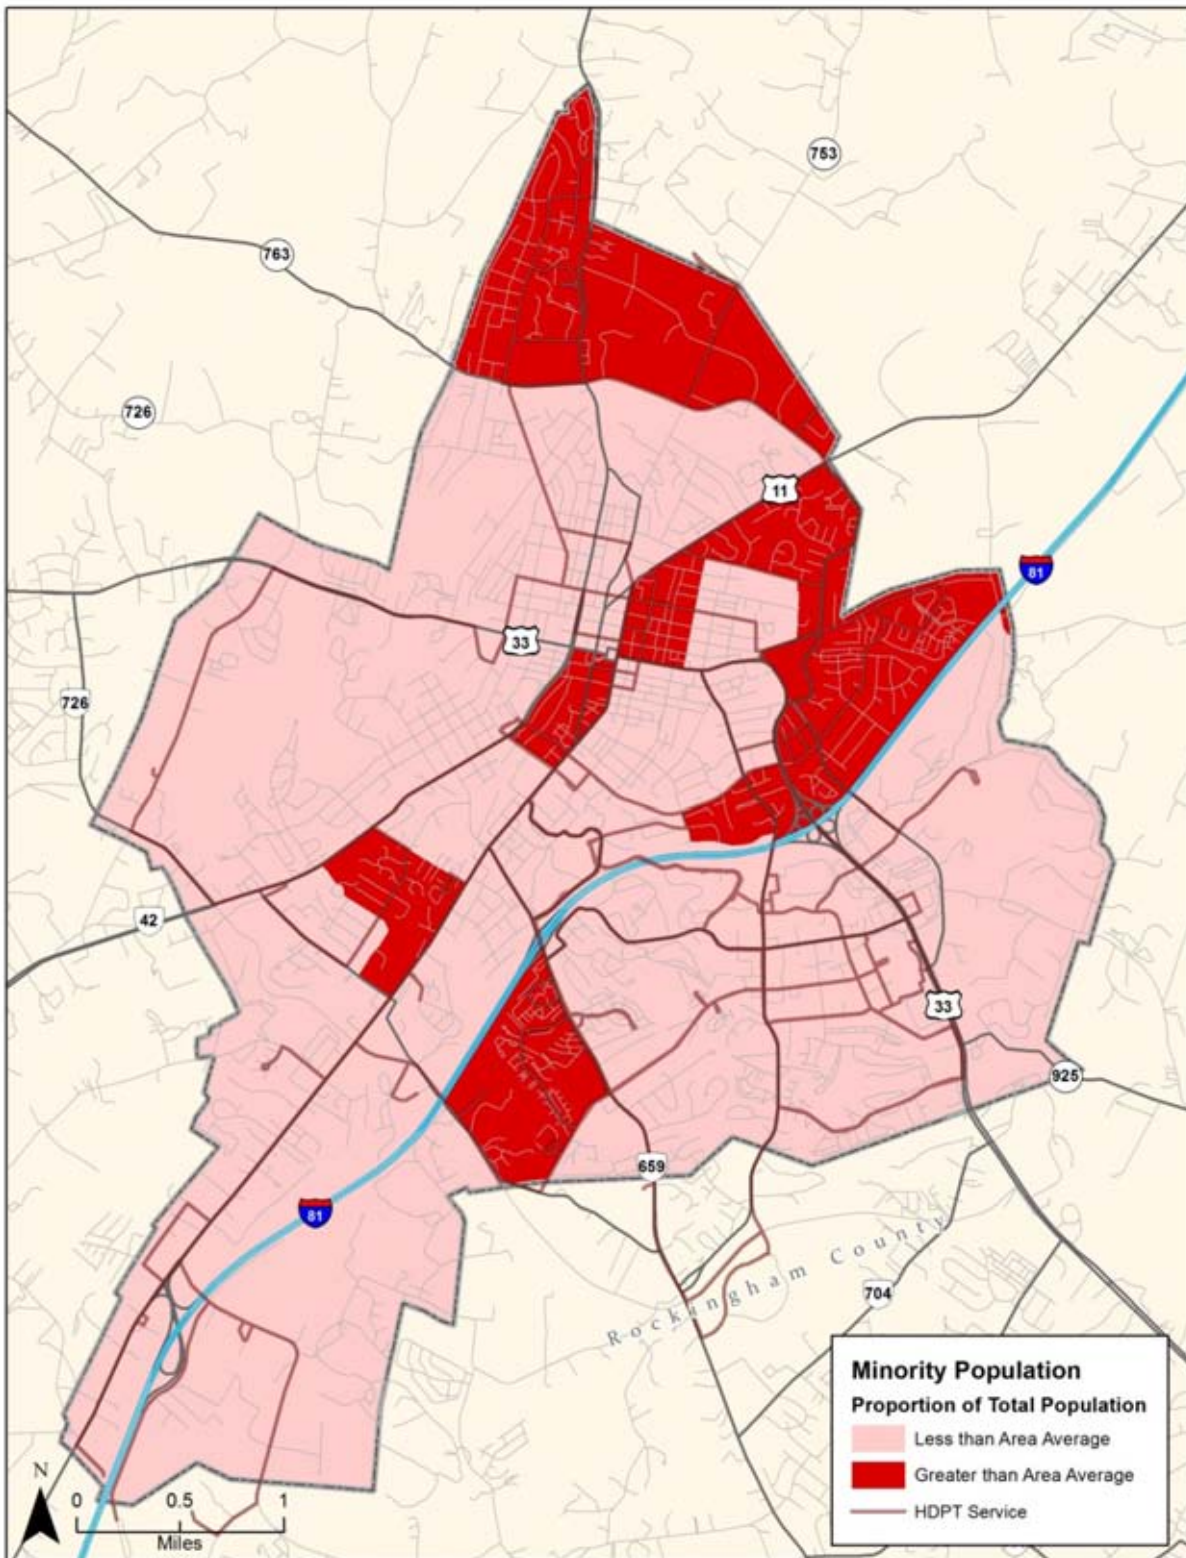 753
763
726
11
81
33
726
42
33
925
659
81
Rockingham County
704
Minority Population
Proportion of Total Population
Less than Area Average
Greater than Area Average
HDPT Service
N
0 0.5 1
Miles